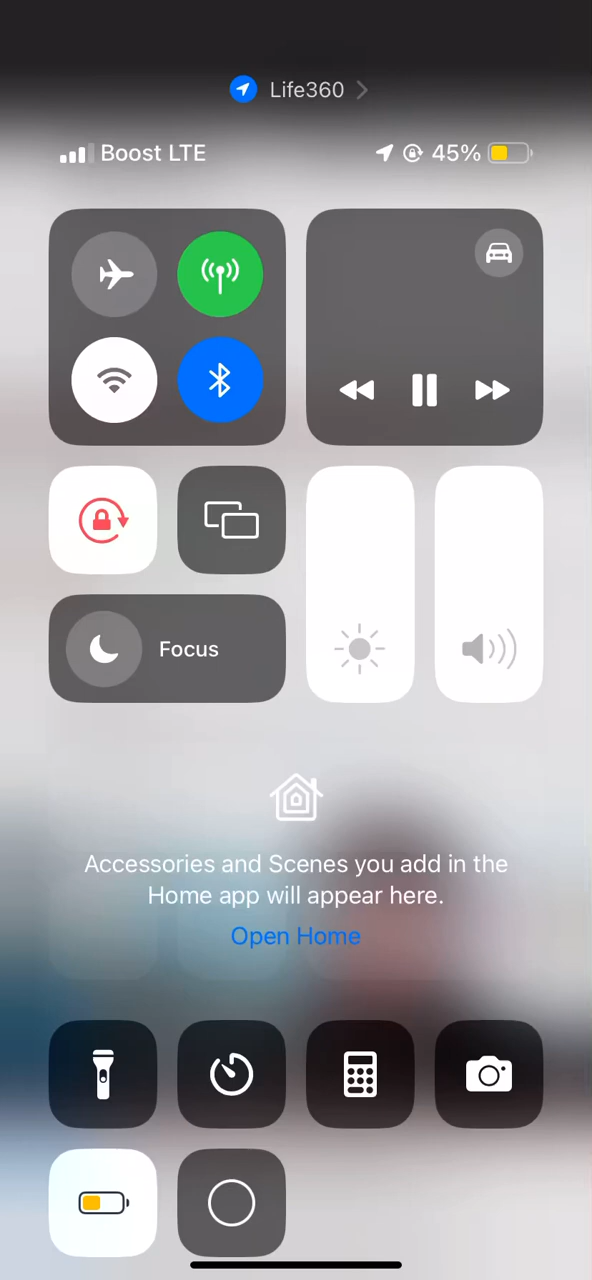 Life360
Boost LTE 45%
Focus
Accessories and Scenes you add in the
Home app will appear here.
Open Home